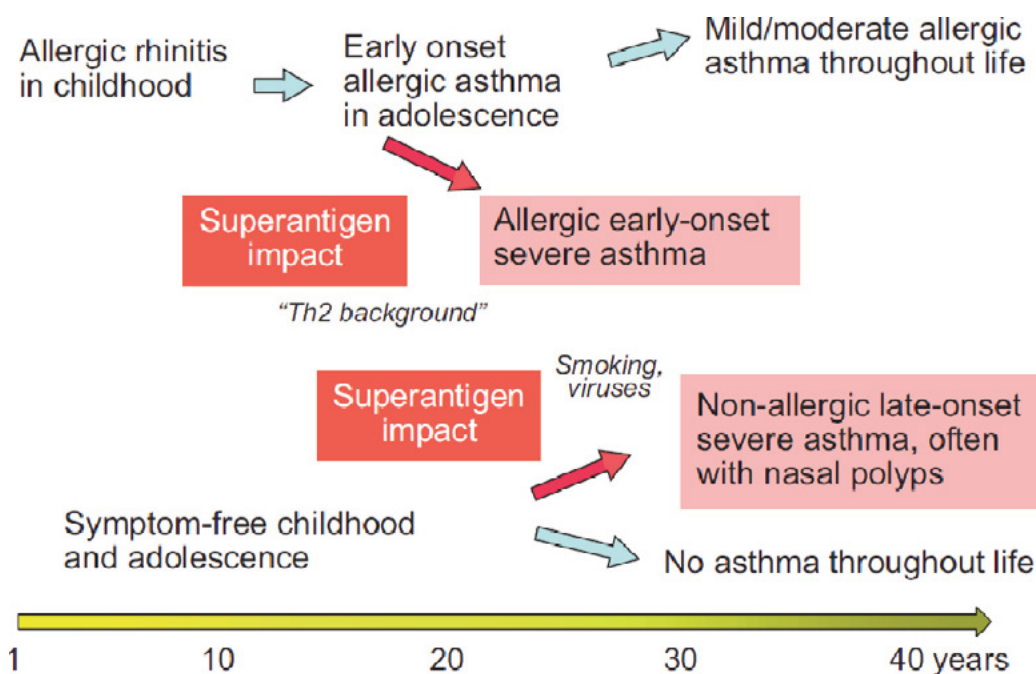 Allergic rhinitis
in childhood
Early onset
allergic asthma
in adolescence
Mild/moderate allergic
asthma throughout life
Superantigen
impact
Allergic early-onset
severe asthma
“Th2 background”
Smoking,
viruses
Superantigen
impact
Non-allergic late-onset
severe asthma, often
with nasal polyps
Symptom-free childhood
and adolescence
No asthma throughout life
1 10 20 30 40 years